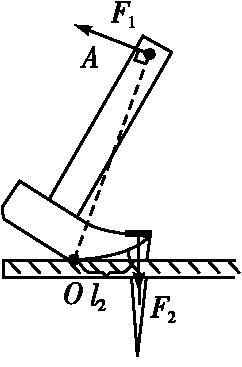 F₁
A
O l₂ F₂